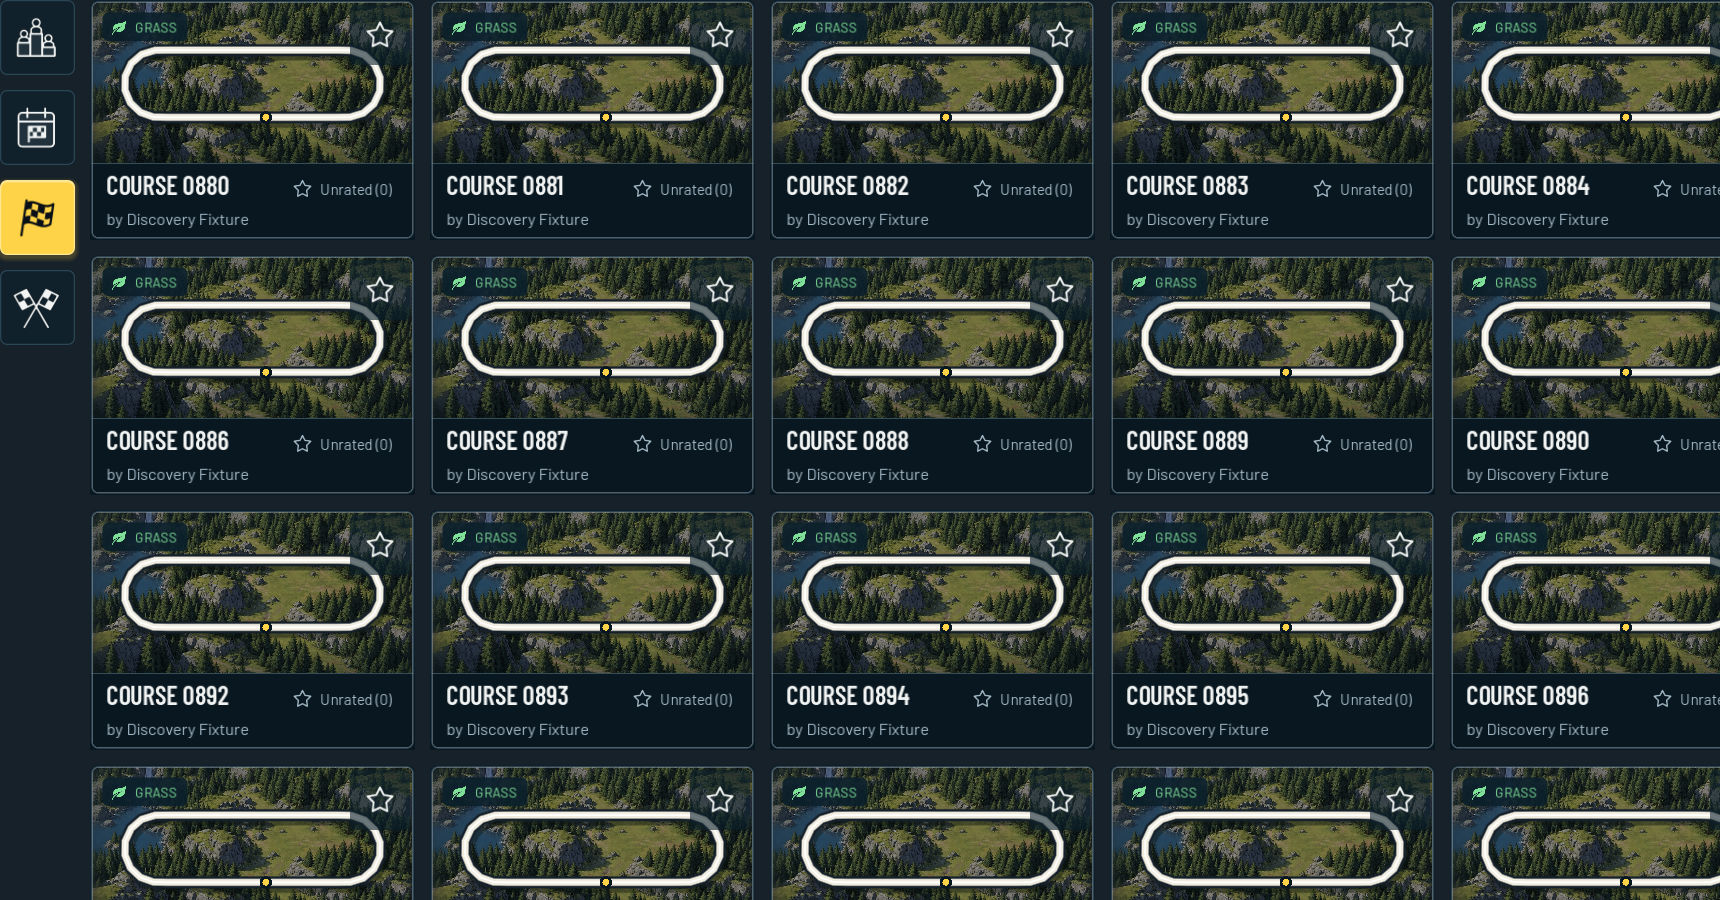 GRASS GRASS GRASS GRASS GRASS
COURSE 0880 Unrated (0) COURSE 0881 Unrated (0) COURSE 0882 Unrated (0) COURSE 0883 Unrated (0) COURSE 0884
by Discovery Fixture by Discovery Fixture by Discovery Fixture by Discovery Fixture by Discovery Fixture
GRASS GRASS GRASS GRASS GRASS
COURSE 0886 Unrated (0) COURSE 0887 Unrated (0) COURSE 0888 Unrated (0) COURSE 0889 Unrated (0) COURSE 0890
by Discovery Fixture by Discovery Fixture by Discovery Fixture by Discovery Fixture by Discovery Fixture
GRASS GRASS GRASS GRASS GRASS
COURSE 0892 Unrated (0) COURSE 0893 Unrated (0) COURSE 0894 Unrated (0) COURSE 0895 Unrated (0) COURSE 0896
by Discovery Fixture by Discovery Fixture by Discovery Fixture by Discovery Fixture by Discovery Fixture
GRASS GRASS GRASS GRASS GRASS